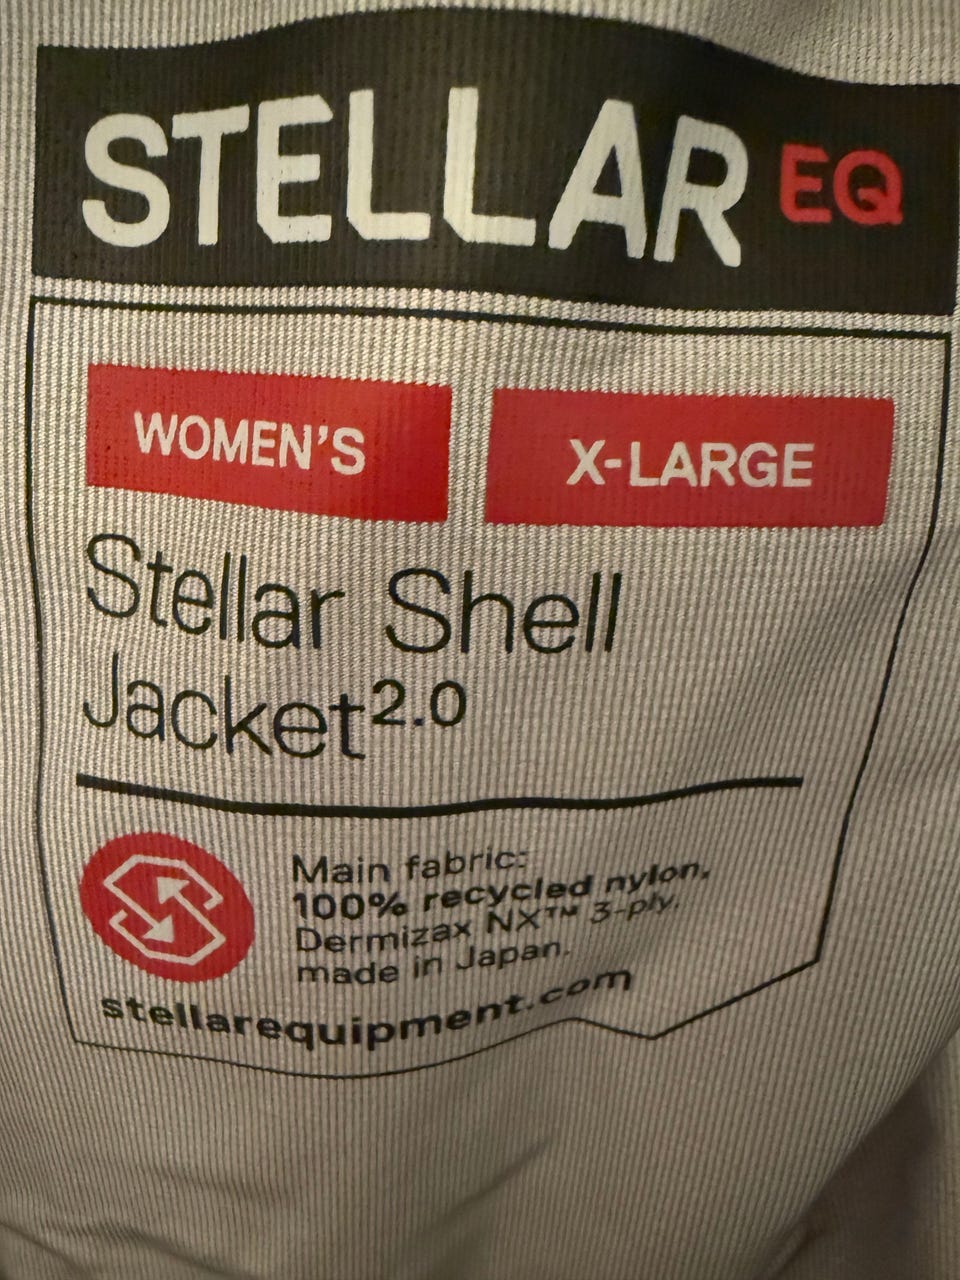 STELLAR EQ
WOMEN'S X-LARGE
Stellar Shell
Jacket²·⁰
Main fabric:
100% recycled nylon,
Dermizax NX™ 3-ply,
made in Japan.
stellarequipment.com